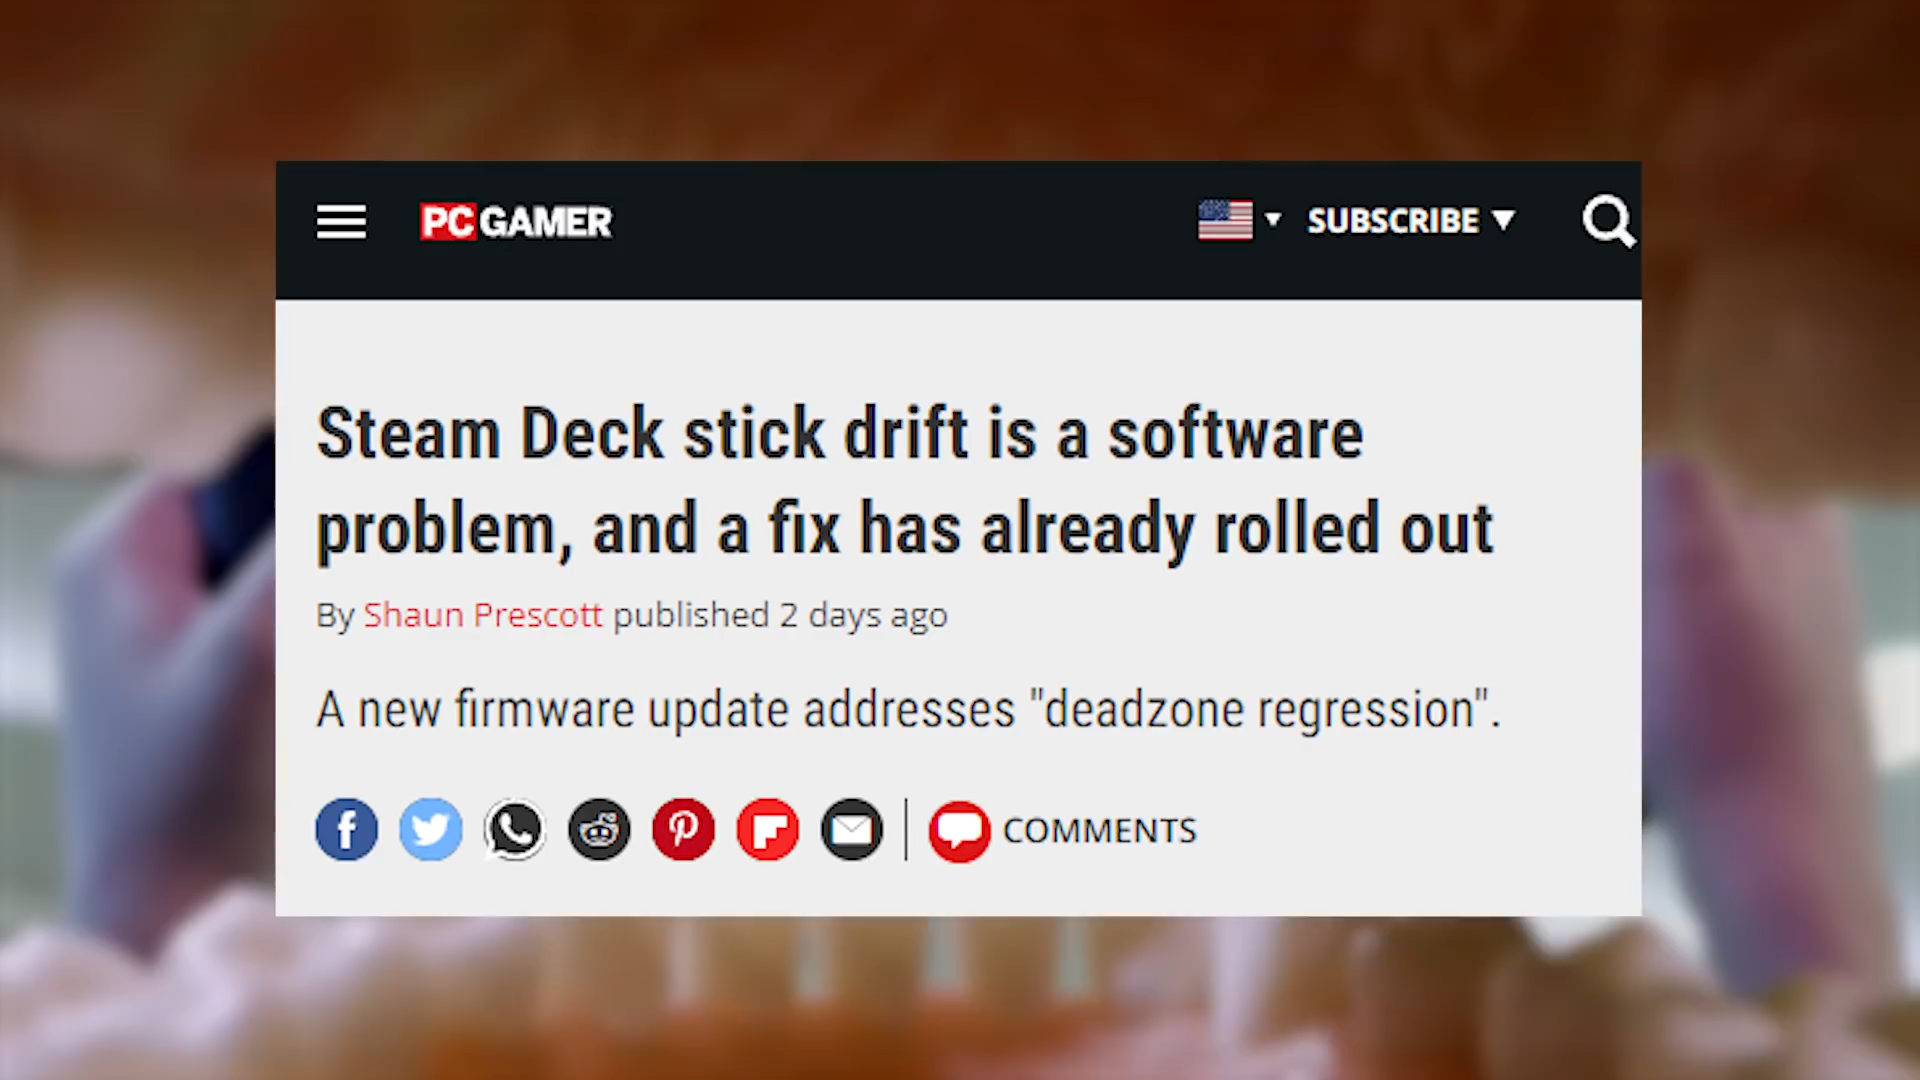 PC GAMER
SUBSCRIBE
Steam Deck stick drift is a software
problem, and a fix has already rolled out
By Shaun Prescott published 2 days ago
A new firmware update addresses "deadzone regression".
COMMENTS